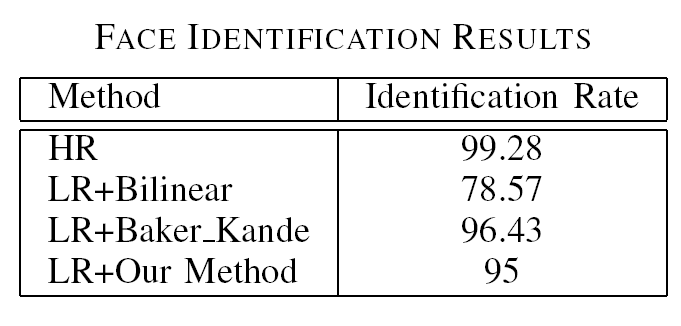 FACE IDENTIFICATION RESULTS
Method Identification Rate
HR 99.28
LR+Bilinear 78.57
LR+Baker_Kande 96.43
LR+Our Method 95